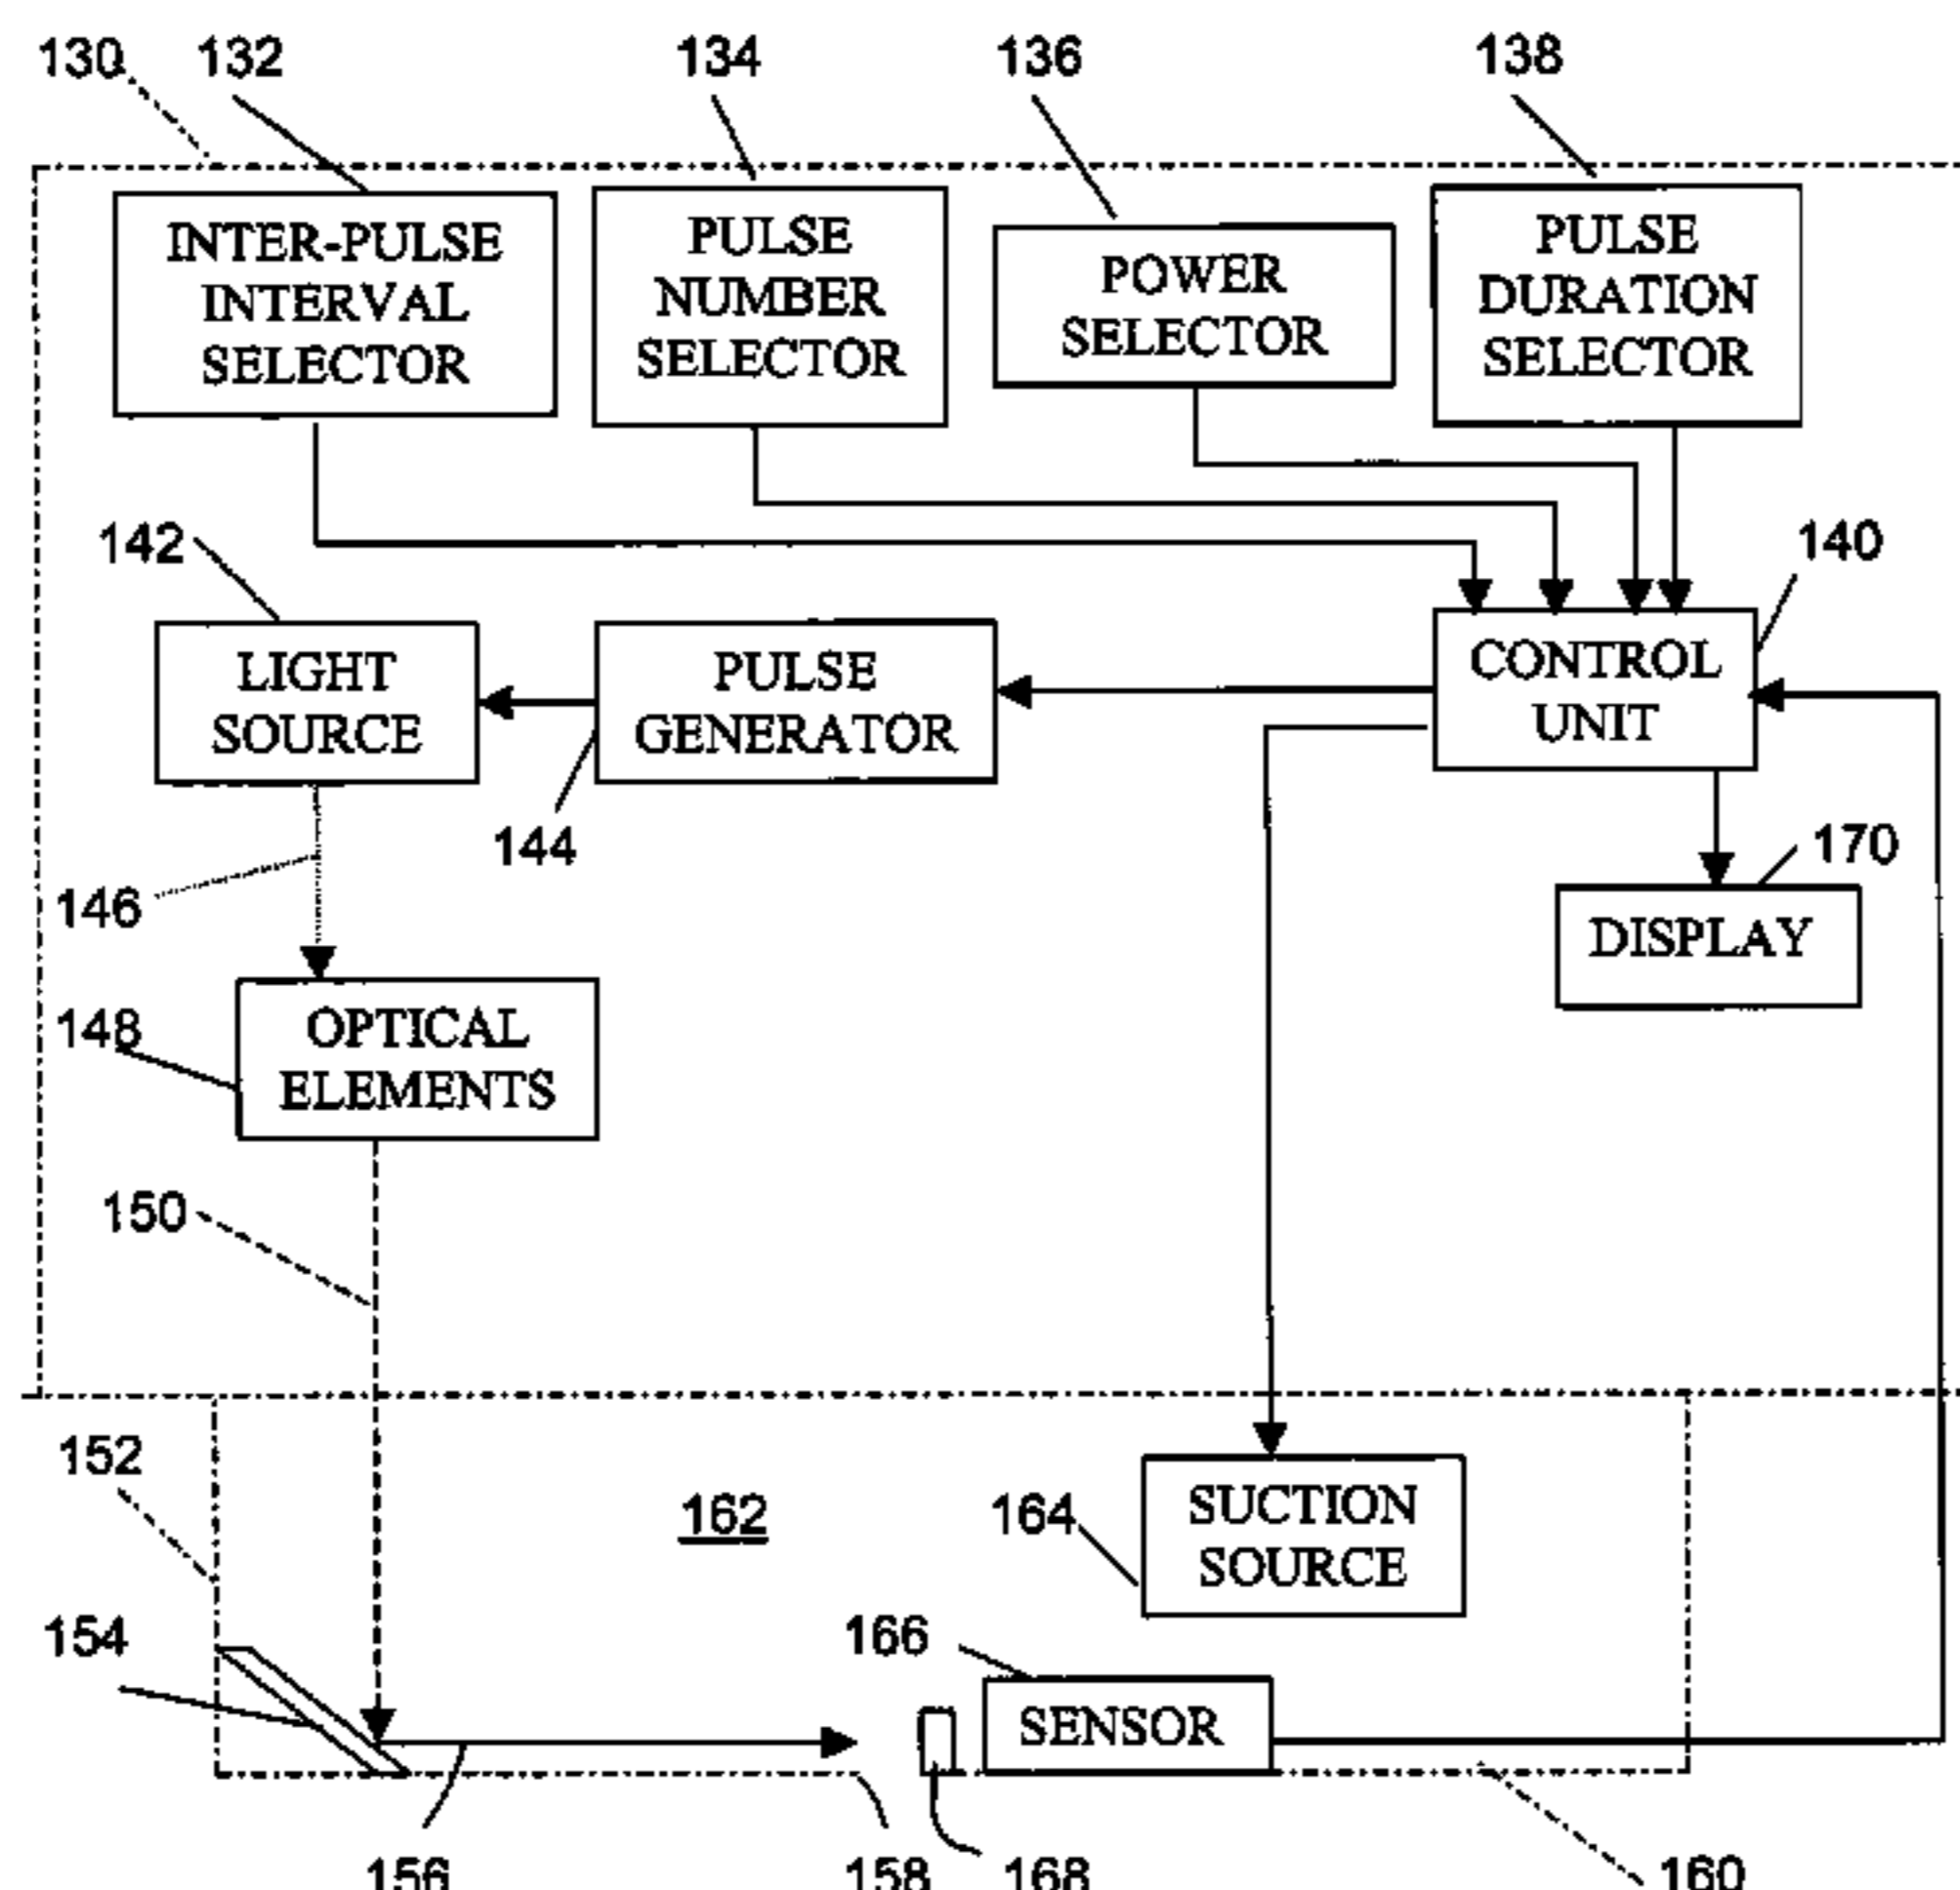 130
132
134
136
138
INTER-PULSE
INTERVAL
SELECTOR
PULSE
NUMBER
SELECTOR
POWER
SELECTOR
PULSE
DURATION
SELECTOR
142
140
LIGHT
SOURCE
PULSE
GENERATOR
CONTROL
UNIT
144
146
170
DISPLAY
148
OPTICAL
ELEMENTS
150
152
162
164
SUCTION
SOURCE
154
166
SENSOR
156
158
168
160